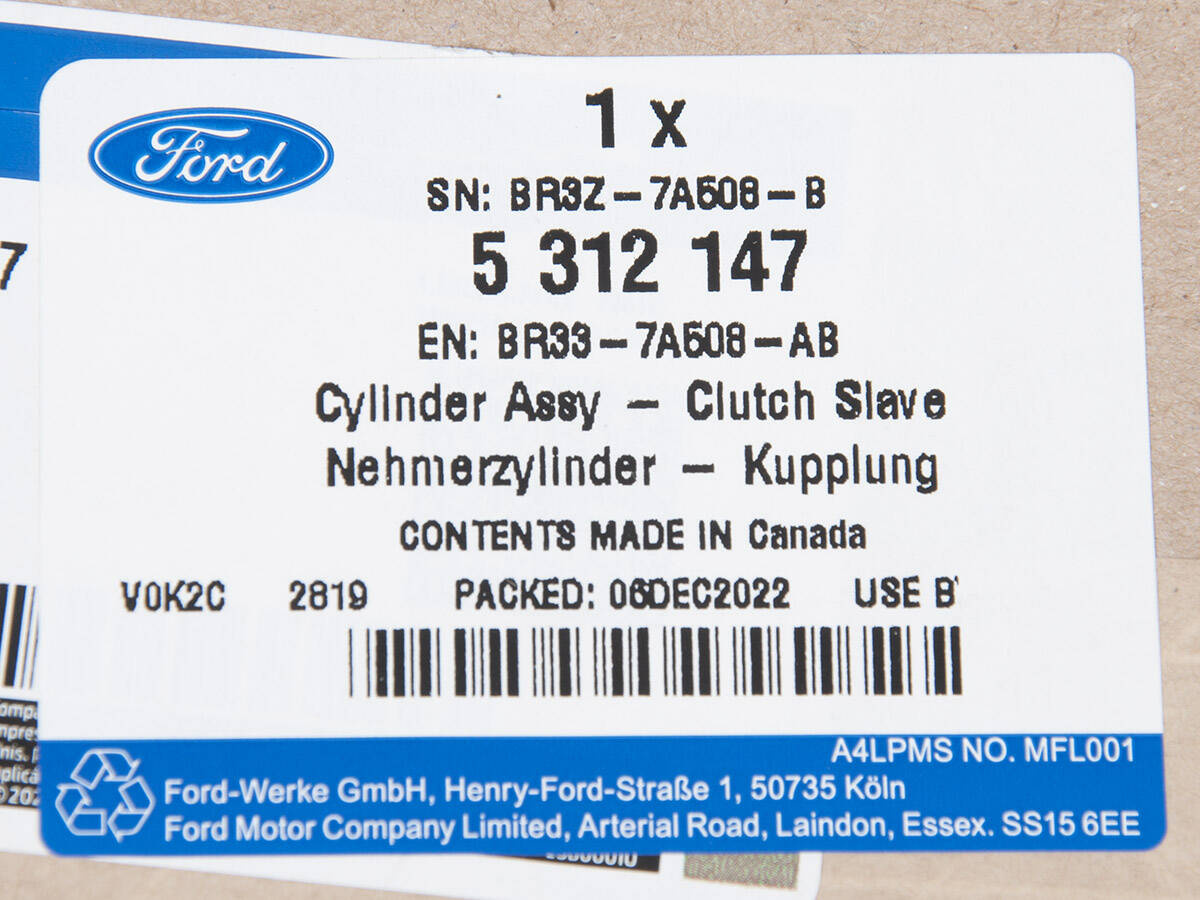 Ford
1 x
SN: BR3Z-7A508-B
5 312 147
7
EN: BR33-7A508-AB
Cylinder Assy - Clutch Slave
Nehmerzylinder - Kupplung
CONTENTS MADE IN Canada
V0K2C 2819 PACKED: 06DEC2022 USE B
A4LPMS NO. MFL001
Ford-Werke GmbH, Henry-Ford-Straße 1, 50735 Köln
Ford Motor Company Limited, Arterial Road, Laindon, Essex. SS15 6EE